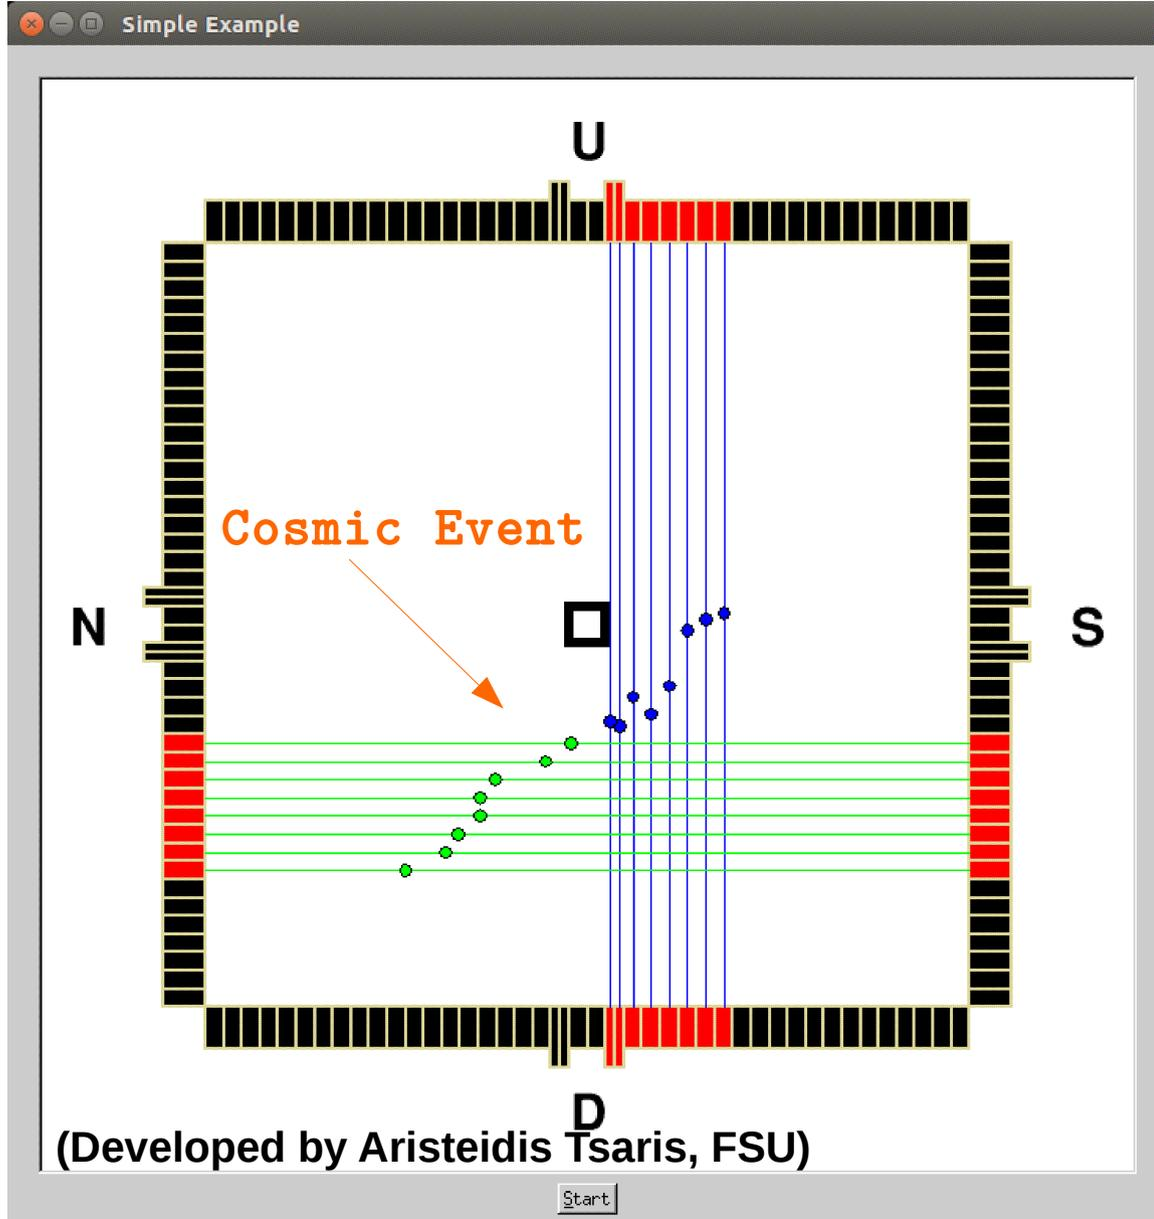 Simple Example
U
Cosmic Event
N
S
D
(Developed by Aristeidis Tsaris, FSU)
Start